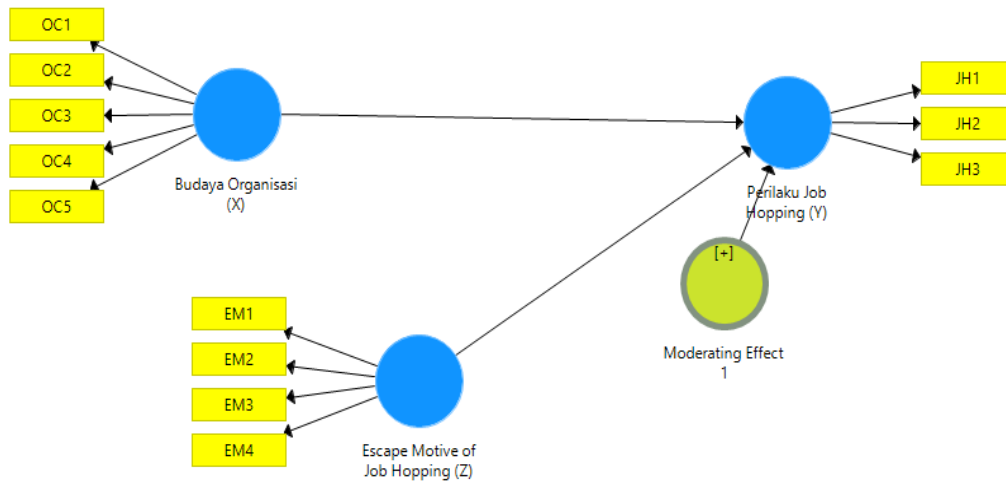 OC1
OC2
OC3
OC4
OC5
Budaya Organisasi
(X)
JH1
JH2
JH3
Perilaku Job
Hopping (Y)
[+]
Moderating Effect
1
EM1
EM2
EM3
EM4
Escape Motive of
Job Hopping (Z)